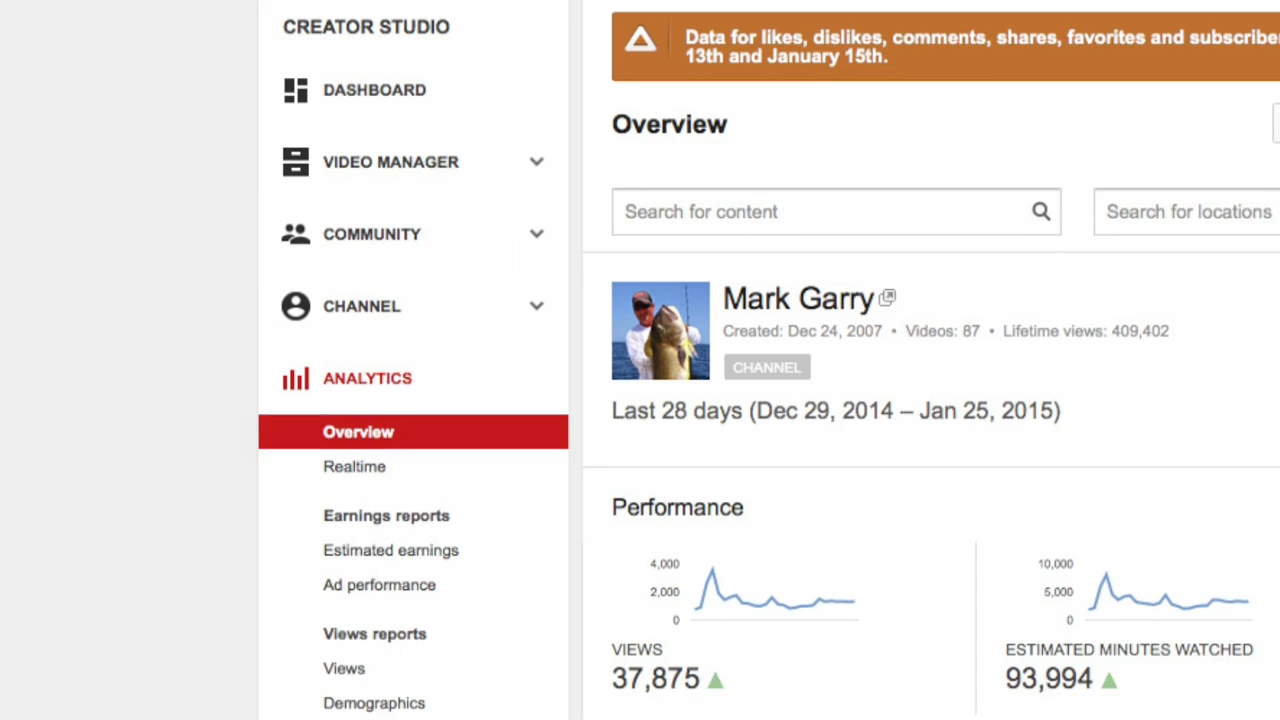 CREATOR STUDIO
DASHBOARD
VIDEO MANAGER
COMMUNITY
CHANNEL
ANALYTICS
Overview
Realtime
Earnings reports
Estimated earnings
Ad performance
Views reports
Views
Demographics
Data for likes, dislikes, comments, shares, favorites and subscriber
13th and January 15th.
Overview
Search for content
Search for locations
Mark Garry
Created: Dec 24, 2007 • Videos: 87 • Lifetime views: 409,402
CHANNEL
Last 28 days (Dec 29, 2014 – Jan 25, 2015)
Performance
4,000
2,000
0
VIEWS
37,875
10,000
5,000
0
ESTIMATED MINUTES WATCHED
93,994